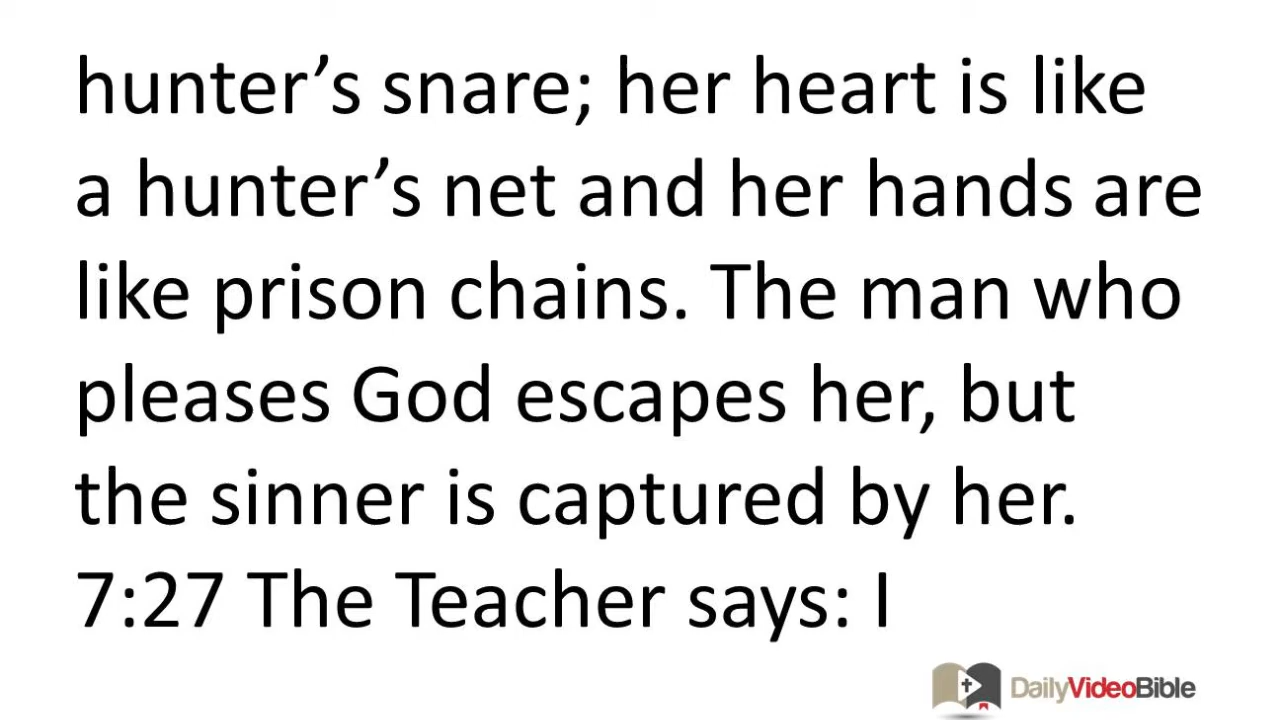 hunter’s snare; her heart is like
a hunter’s net and her hands are
like prison chains. The man who
pleases God escapes her, but
the sinner is captured by her.
7:27 The Teacher says: I
DailyVideoBible